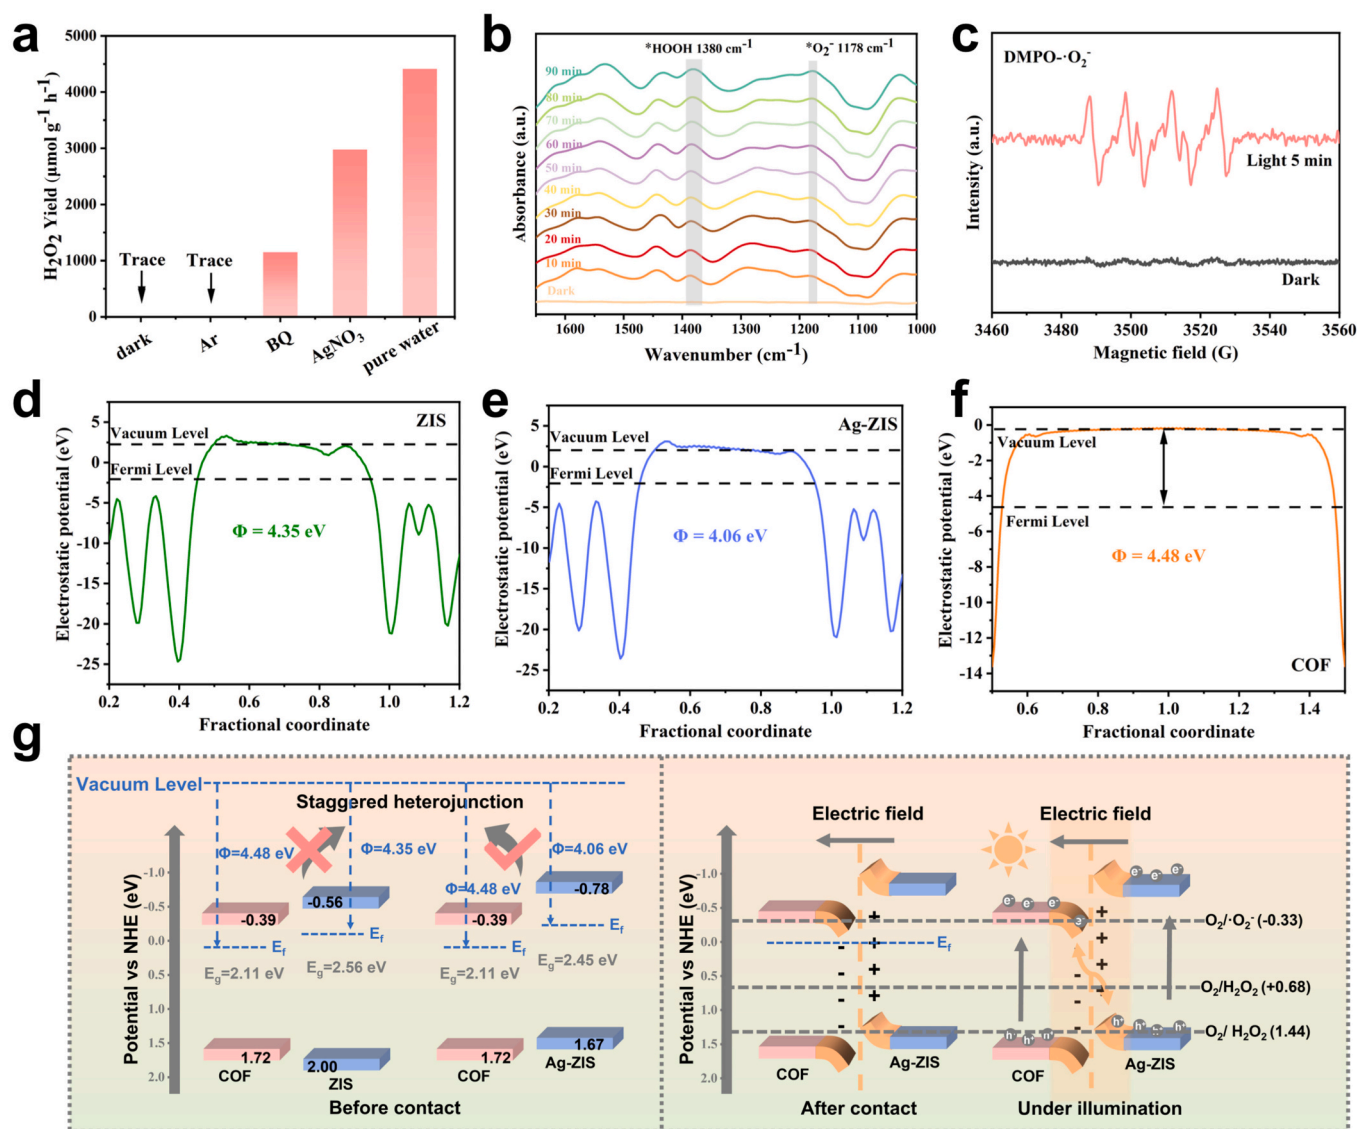 a
H₂O₂ Yield (μmol g⁻¹ h⁻¹)
5000
4000
3000
2000
1000
0
Trace
Trace
dark
Ar
BQ
AgNO₃
pure water
b
*HOOH 1380 cm⁻¹
*O₂⁻ 1178 cm⁻¹
Absorbance (a.u.)
90 min
80 min
70 min
60 min
50 min
40 min
30 min
20 min
10 min
Dark
1600
1500
1400
1300
1200
1100
1000
Wavenumber (cm⁻¹)
c
DMPO-·O₂⁻
Intensity (a.u.)
Light 5 min
Dark
3460
3480
3500
3520
3540
3560
Magnetic field (G)
d
ZIS
Electrostatic potential (eV)
5
0
-5
-10
-15
-20
-25
Vacuum Level
Fermi Level
Φ = 4.35 eV
0.2
0.4
0.6
0.8
1.0
1.2
Fractional coordinate
e
Ag-ZIS
Electrostatic potential (eV)
5
0
-5
-10
-15
-20
-25
Vacuum Level
Fermi Level
Φ = 4.06 eV
0.2
0.4
0.6
0.8
1.0
1.2
Fractional coordinate
f
Electrostatic potential (eV)
0
-2
-4
-6
-8
-10
-12
-14
Vacuum Level
Fermi Level
Φ = 4.48 eV
COF
0.6
0.8
1.0
1.2
1.4
Fractional coordinate
g
Vacuum Level
Staggered heterojunction
Potential vs NHE (eV)
-1.0
-0.5
0.0
0.5
1.0
1.5
2.0
Φ=4.48 eV
Φ=4.35 eV
Φ=4.48 eV
Φ=4.06 eV
-0.39
-0.56
-0.39
-0.78
E_f
E_f
E_f
E_f
E_g=2.11 eV
E_g=2.56 eV
E_g=2.11 eV
E_g=2.45 eV
1.72
2.00
1.72
1.67
COF
ZIS
COF
Ag-ZIS
Before contact
Potential vs NHE (eV)
-1.0
-0.5
0.0
0.5
1.0
1.5
2.0
Electric field
Electric field
- - - -
+ + + +
E_f
COF
Ag-ZIS
After contact
e⁻ e⁻ e⁻
e⁻ e⁻ e⁻
e⁻
- - -
+ + +
h⁺ h⁺ h⁺
h⁺ h⁺ h⁺ h⁺
COF
Ag-ZIS
Under illumination
O₂/·O₂⁻ (-0.33)
O₂/H₂O₂ (+0.68)
O₂/ H₂O₂ (1.44)